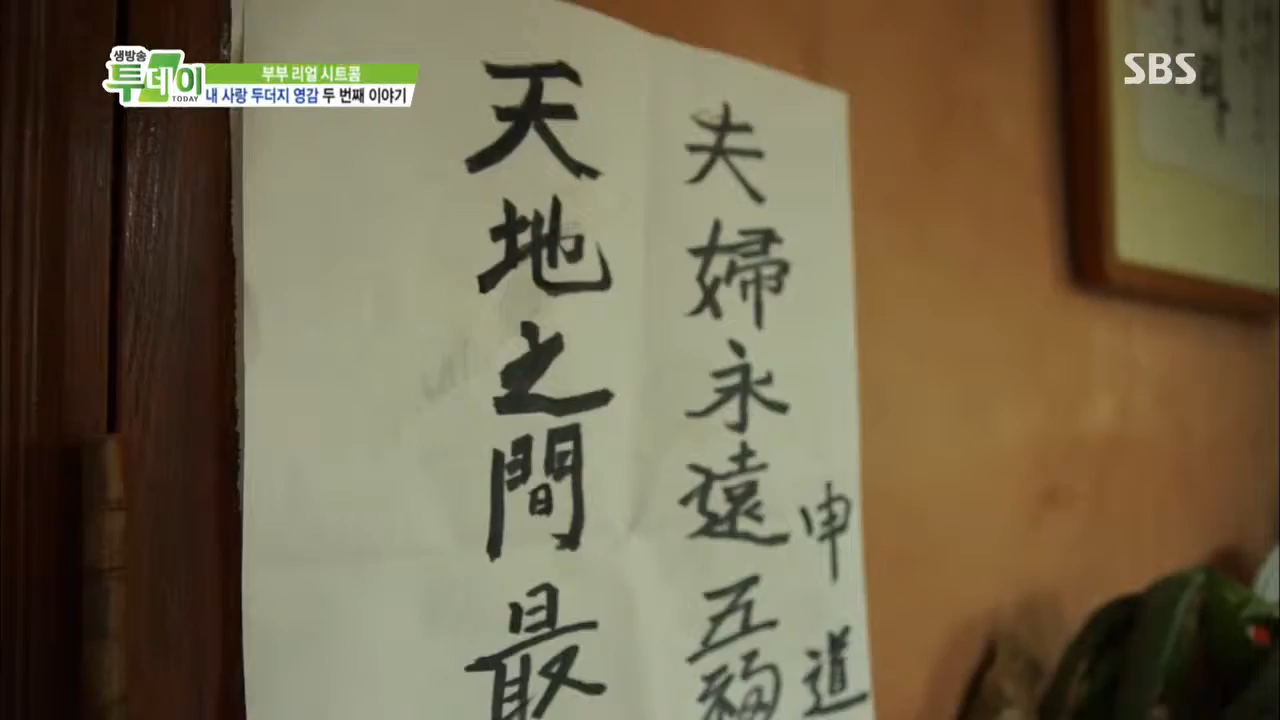 생방송
투데이
TODAY
부부 리얼 시트콤
내 사랑 두더지 영감 두 번째 이야기
SBS
申道
夫婦永遠五福
天地之間最